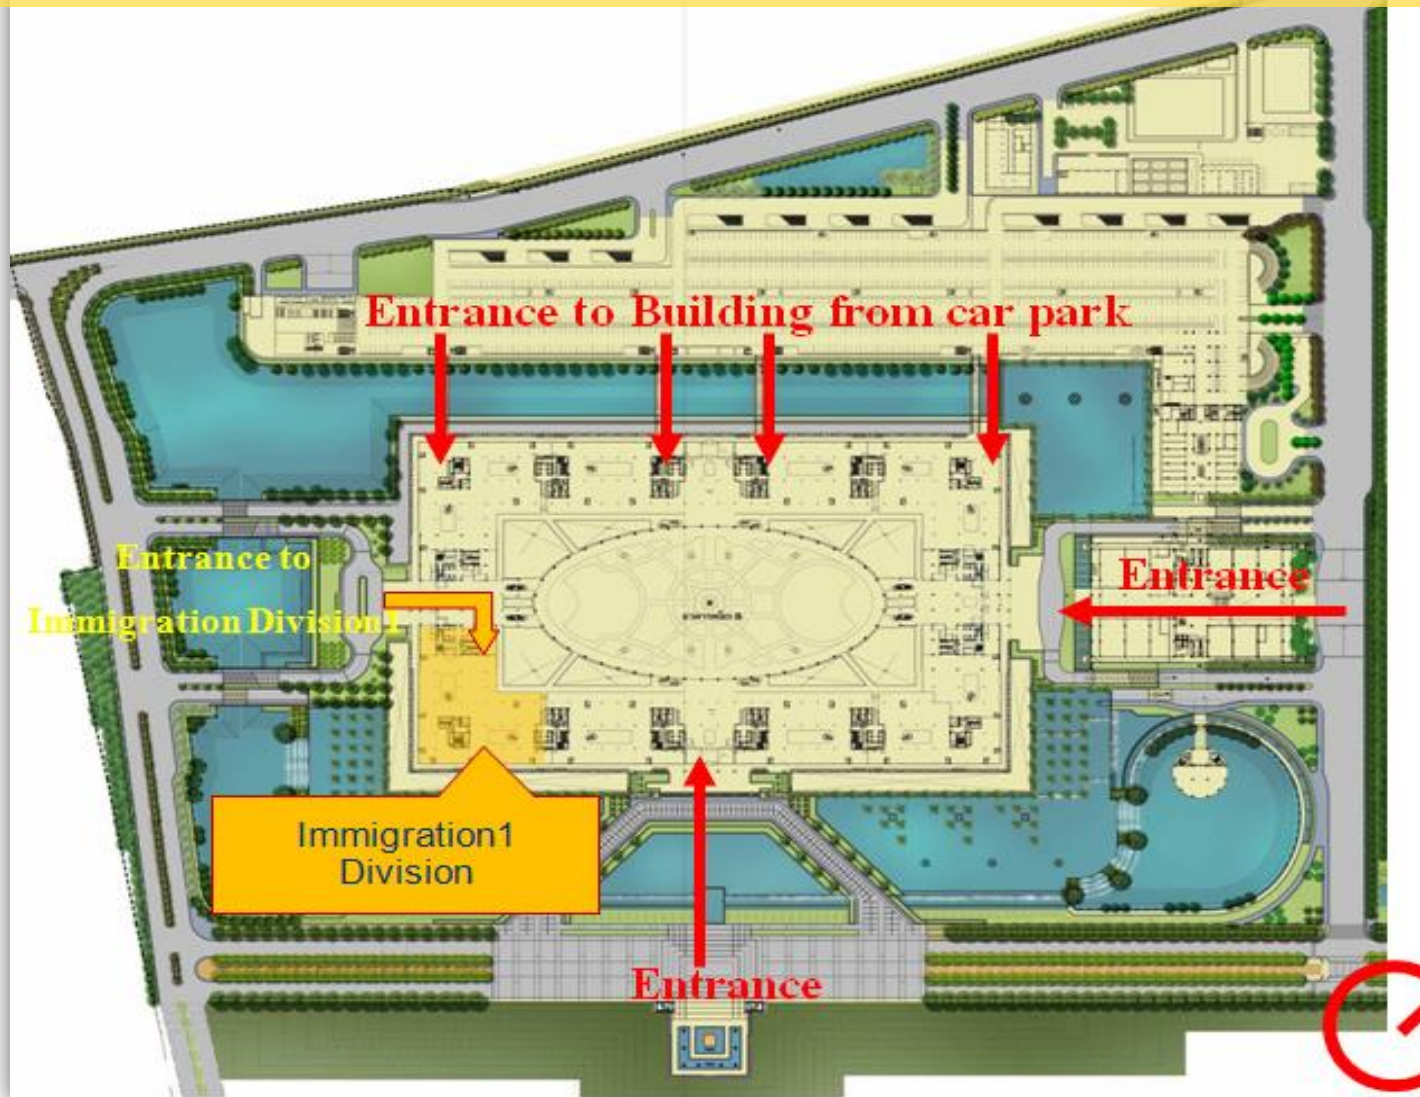 Entrance to Building from car park
Entrance to
Immigration Division1
Entrance
Immigration1
Division
Entrance